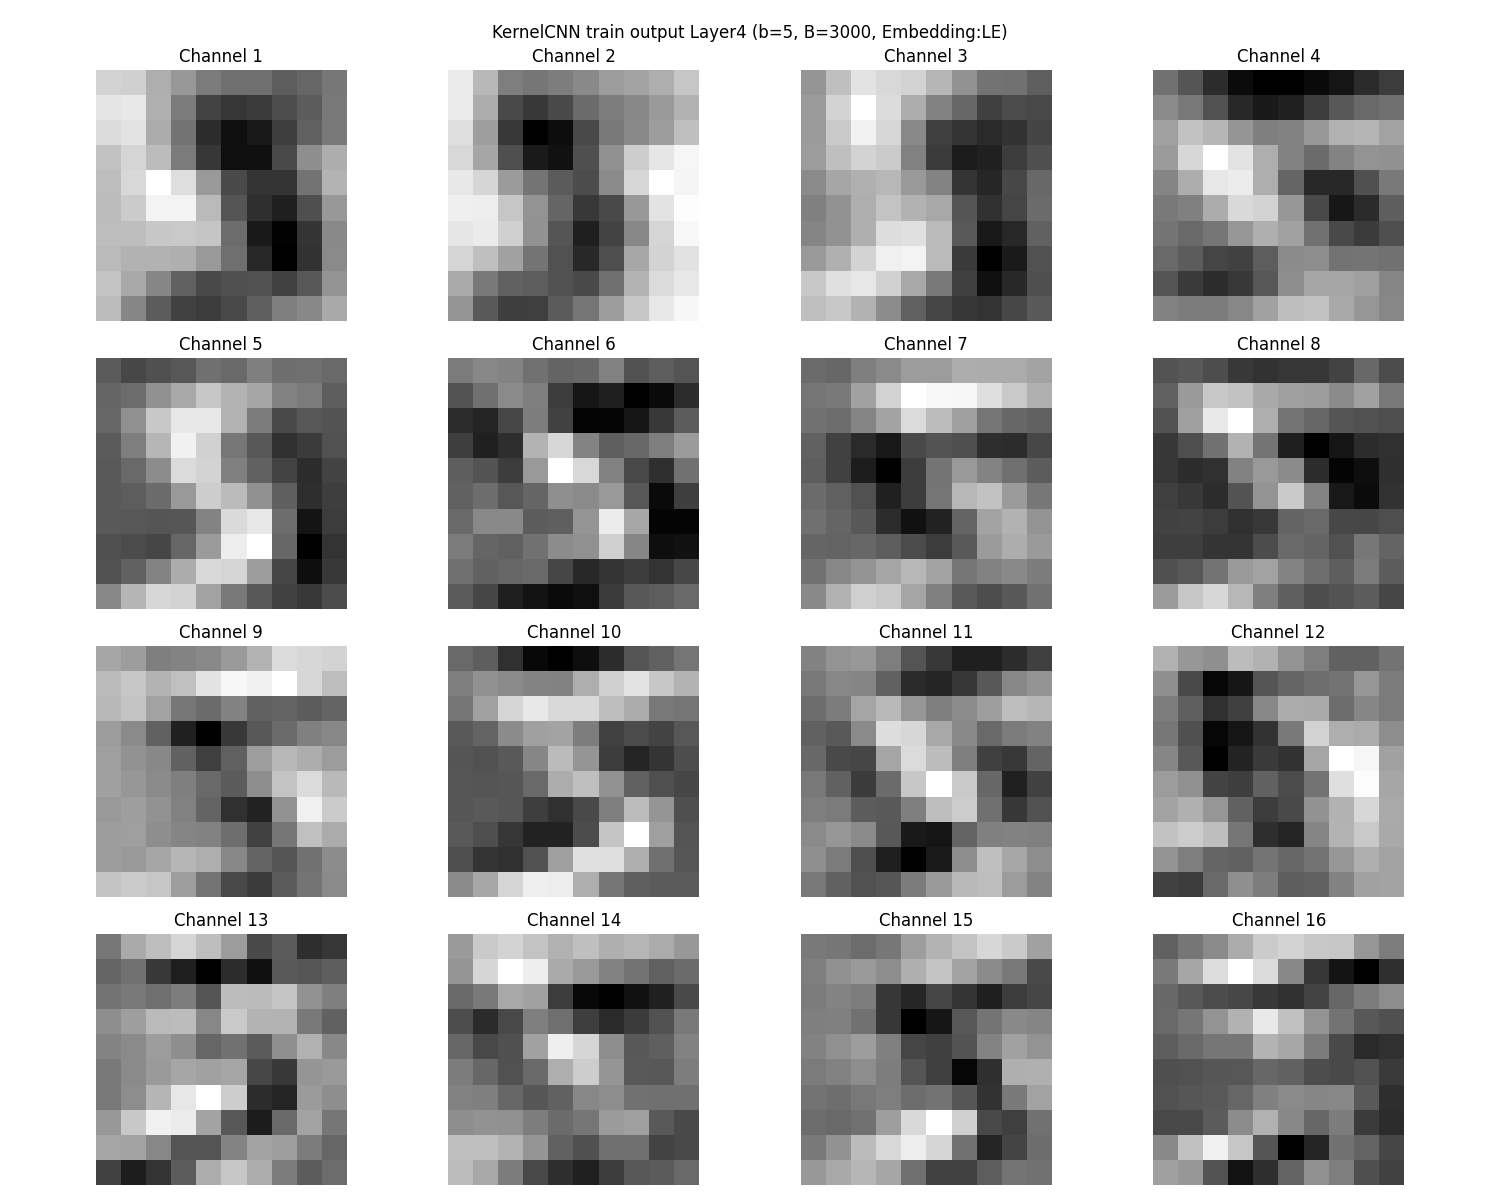 KernelCNN train output Layer4 (b=5, B=3000, Embedding:LE)
Channel 1 Channel 2 Channel 3 Channel 4
Channel 5 Channel 6 Channel 7 Channel 8
Channel 9 Channel 10 Channel 11 Channel 12
Channel 13 Channel 14 Channel 15 Channel 16